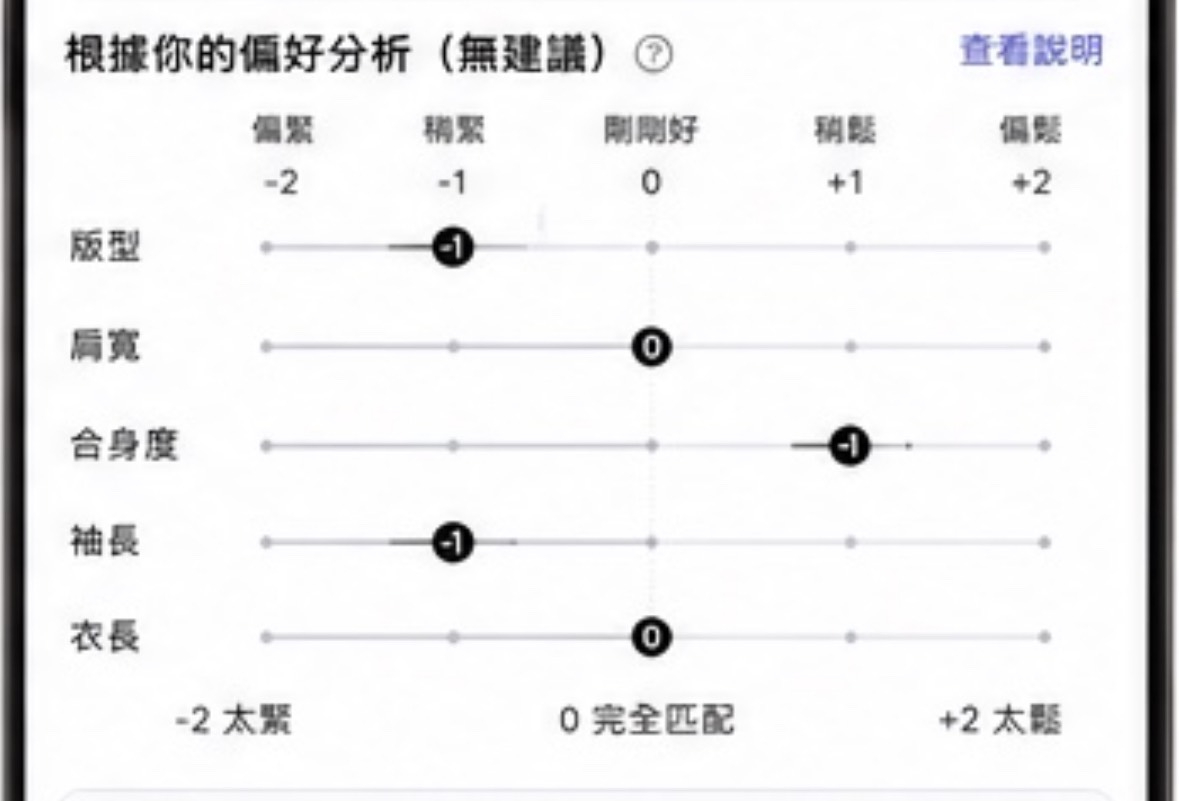 根據你的偏好分析（無建議） ? 查看說明
偏緊 稍緊 剛剛好 稍鬆 偏鬆
-2 -1 0 +1 +2
版型 -1
肩寬 0
合身度 -1
袖長 -1
衣長 0
-2 太緊 0 完全匹配 +2 太鬆